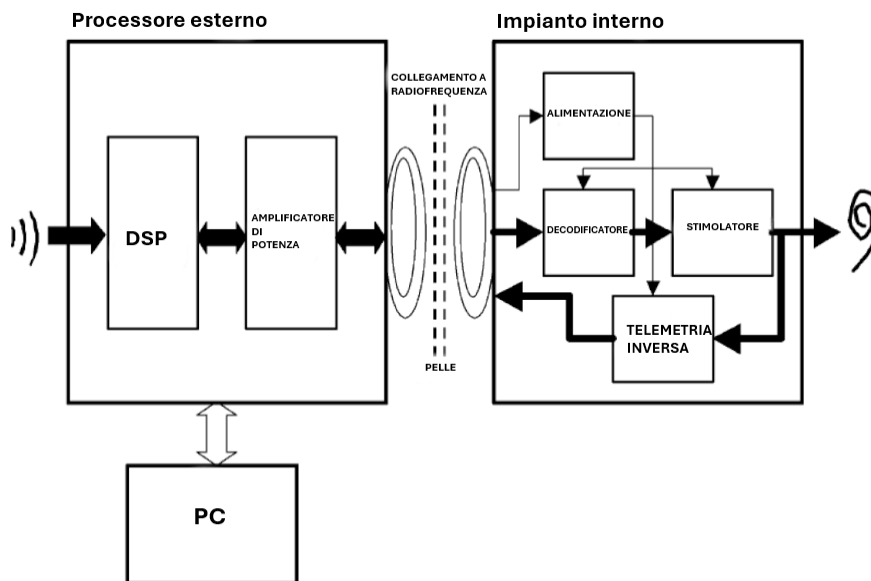 Processore esterno
Impianto interno
COLLEGAMENTO A
RADIOFREQUENZA
ALIMENTAZIONE
DSP
AMPLIFICATORE
DI
POTENZA
DECODIFICATORE
STIMOLATORE
TELEMETRIA
INVERSA
PELLE
PC